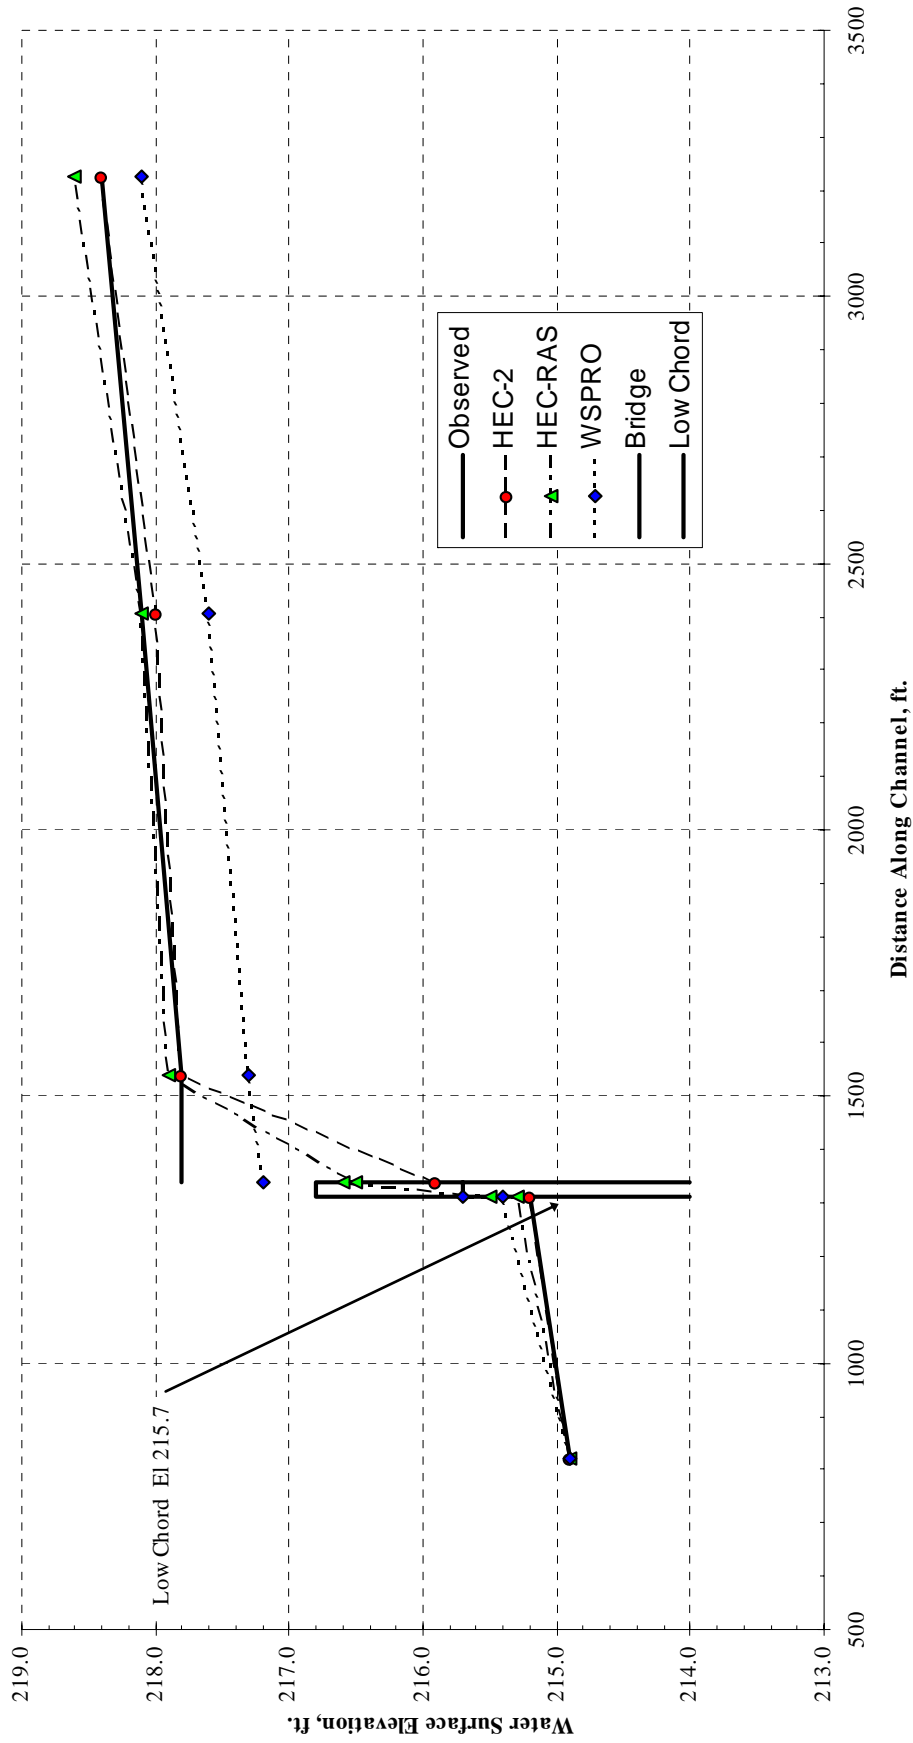 219.0
218.0
217.0
216.0
215.0
214.0
213.0
Water Surface Elevation, ft.
500
1000
1500
2000
2500
3000
3500
Distance Along Channel, ft.
Low Chord El 215.7
Observed
HEC-2
HEC-RAS
WSPRO
Bridge
Low Chord